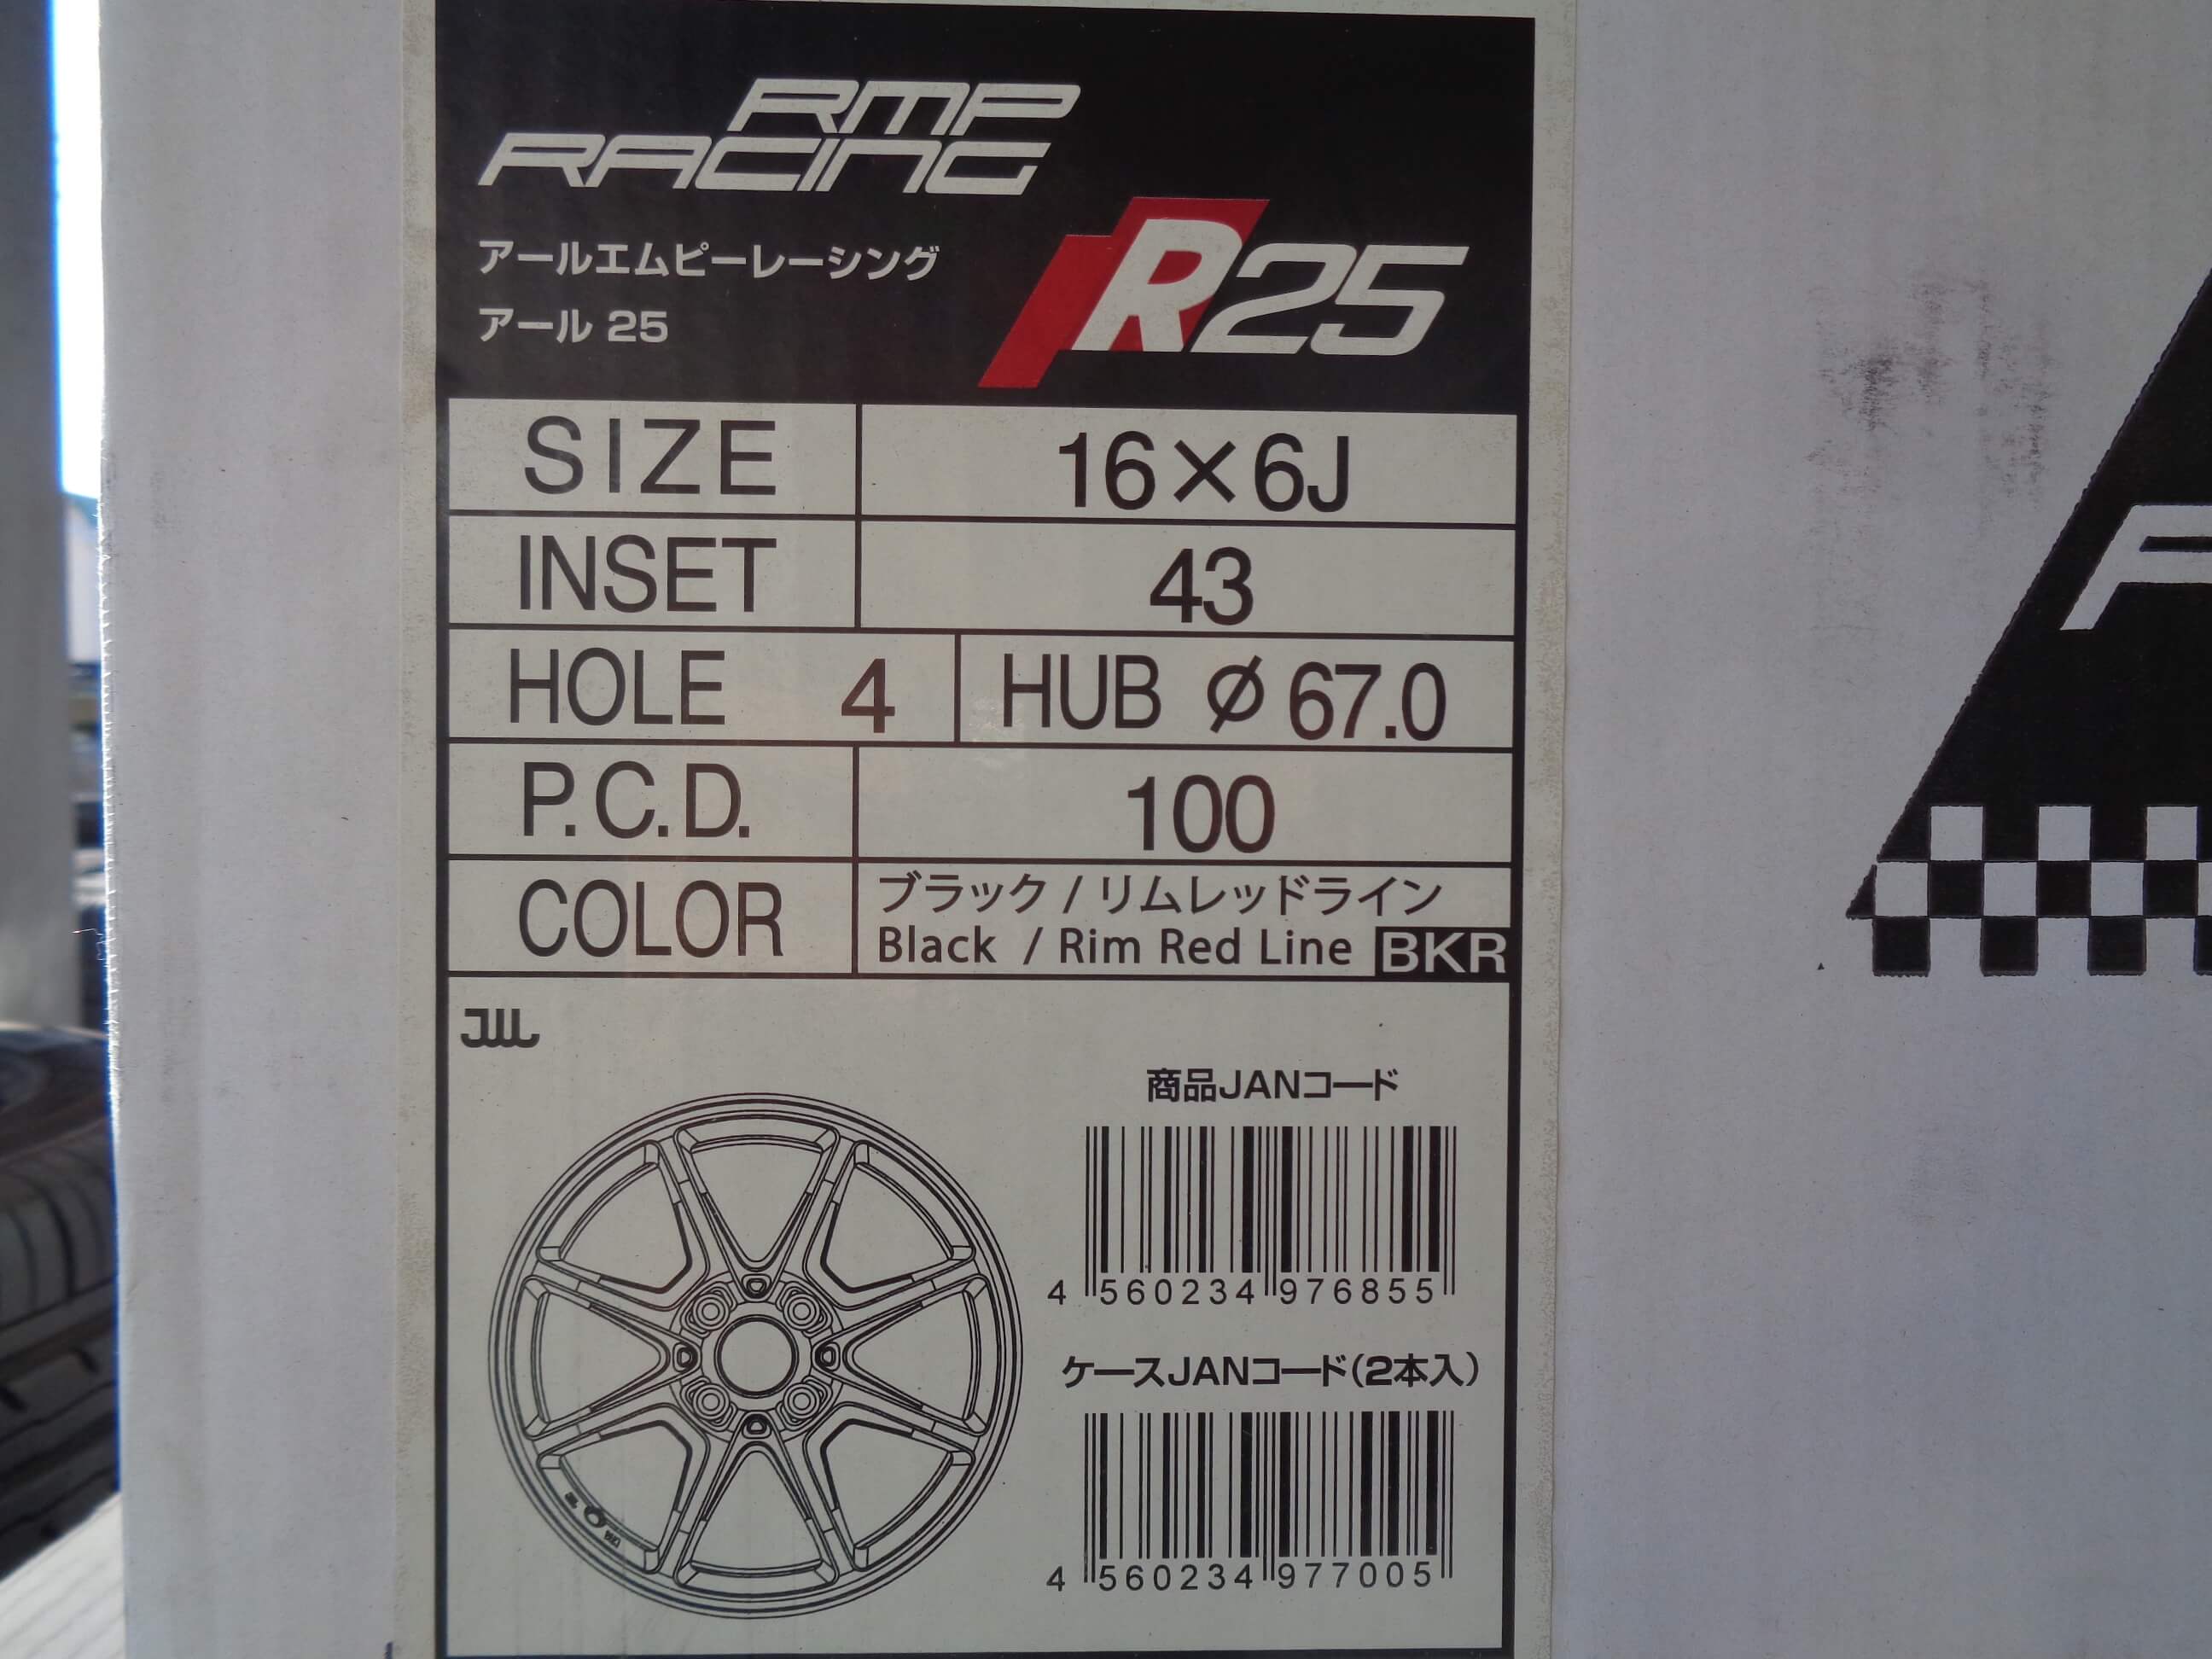 RMP
RACING
アールエムピーレーシング
アール 25
R25
SIZE 16×6J
INSET 43
HOLE 4 HUB φ67.0
P.C.D. 100
COLOR ブラック / リムレッドライン
Black / Rim Red Line BKR
JWL
商品JANコード
4 560234 976855
ケースJANコード(2本入)
4 560234 977005